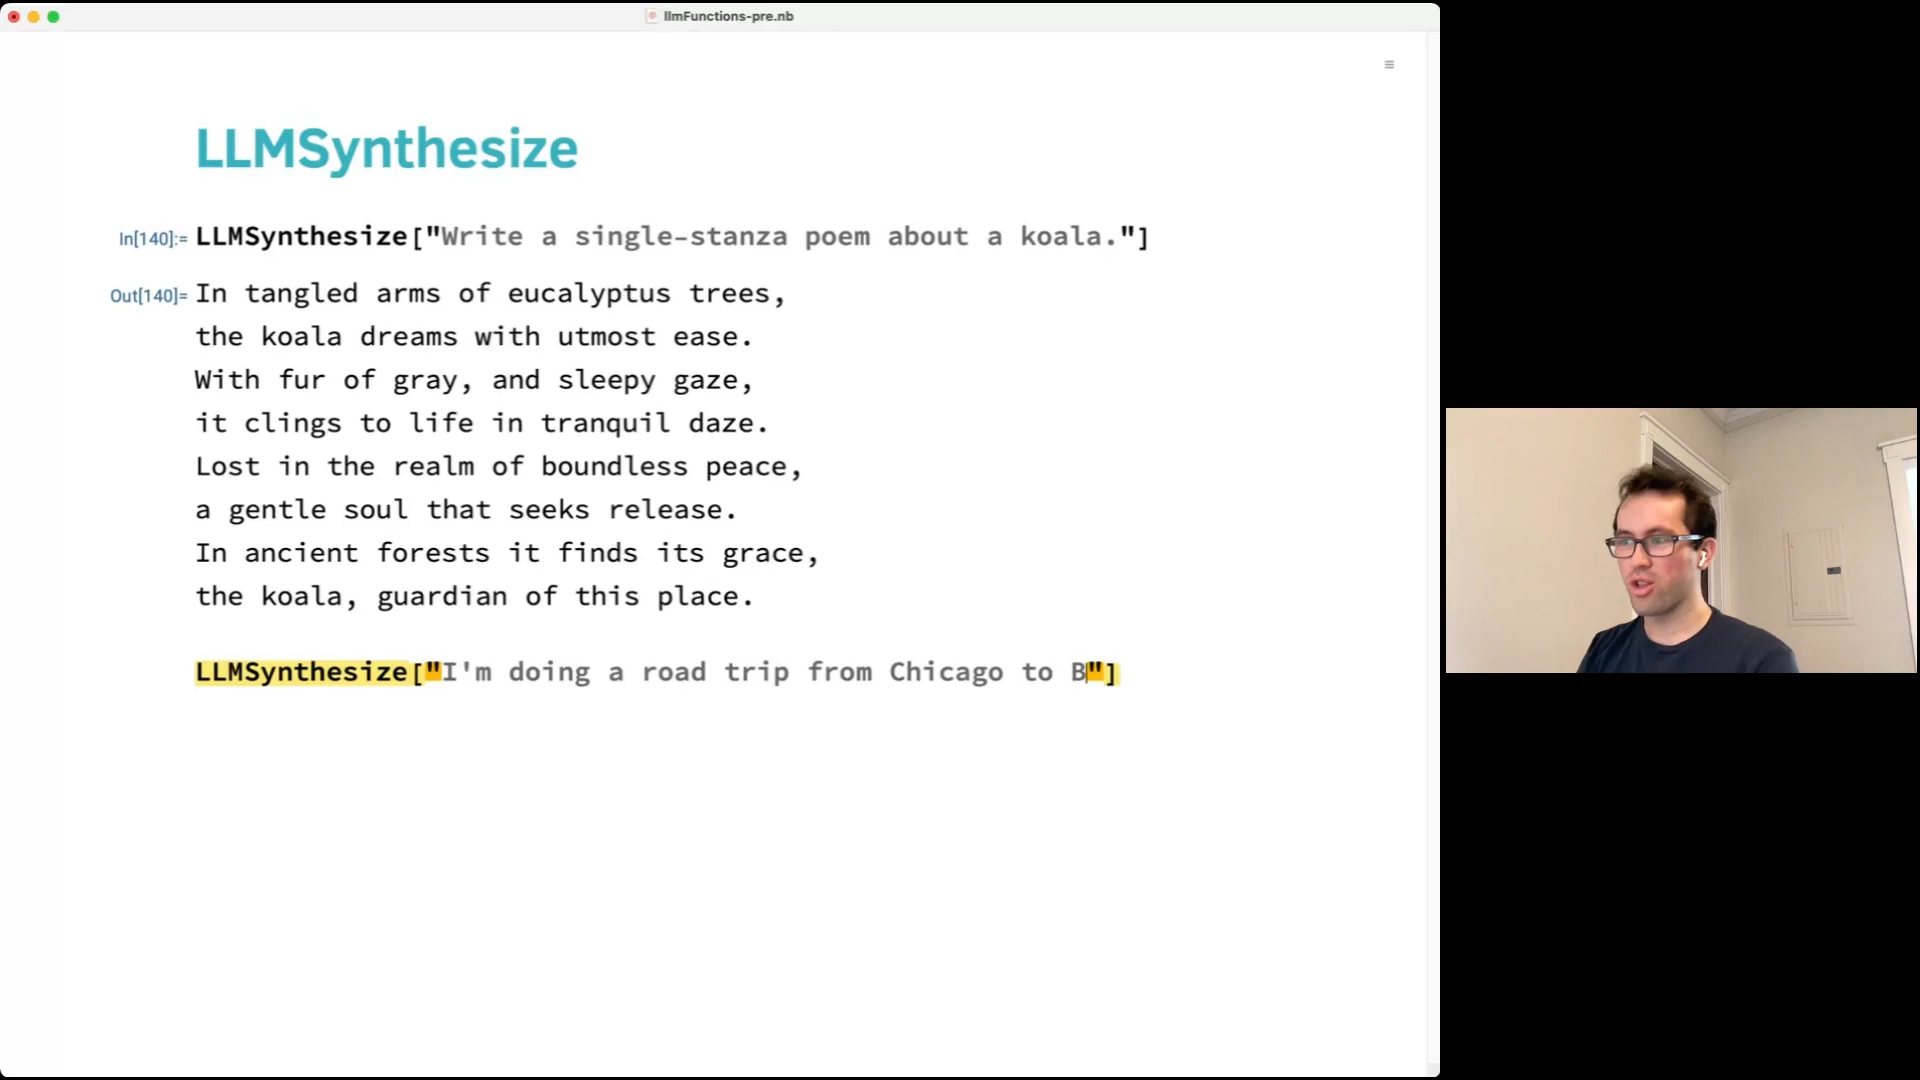 llmFunctions-pre.nb
LLMSynthesize
In[140]:= LLMSynthesize["Write a single-stanza poem about a koala."]
Out[140]= In tangled arms of eucalyptus trees,
the koala dreams with utmost ease.
With fur of gray, and sleepy gaze,
it clings to life in tranquil daze.
Lost in the realm of boundless peace,
a gentle soul that seeks release.
In ancient forests it finds its grace,
the koala, guardian of this place.
LLMSynthesize["I'm doing a road trip from Chicago to B"]